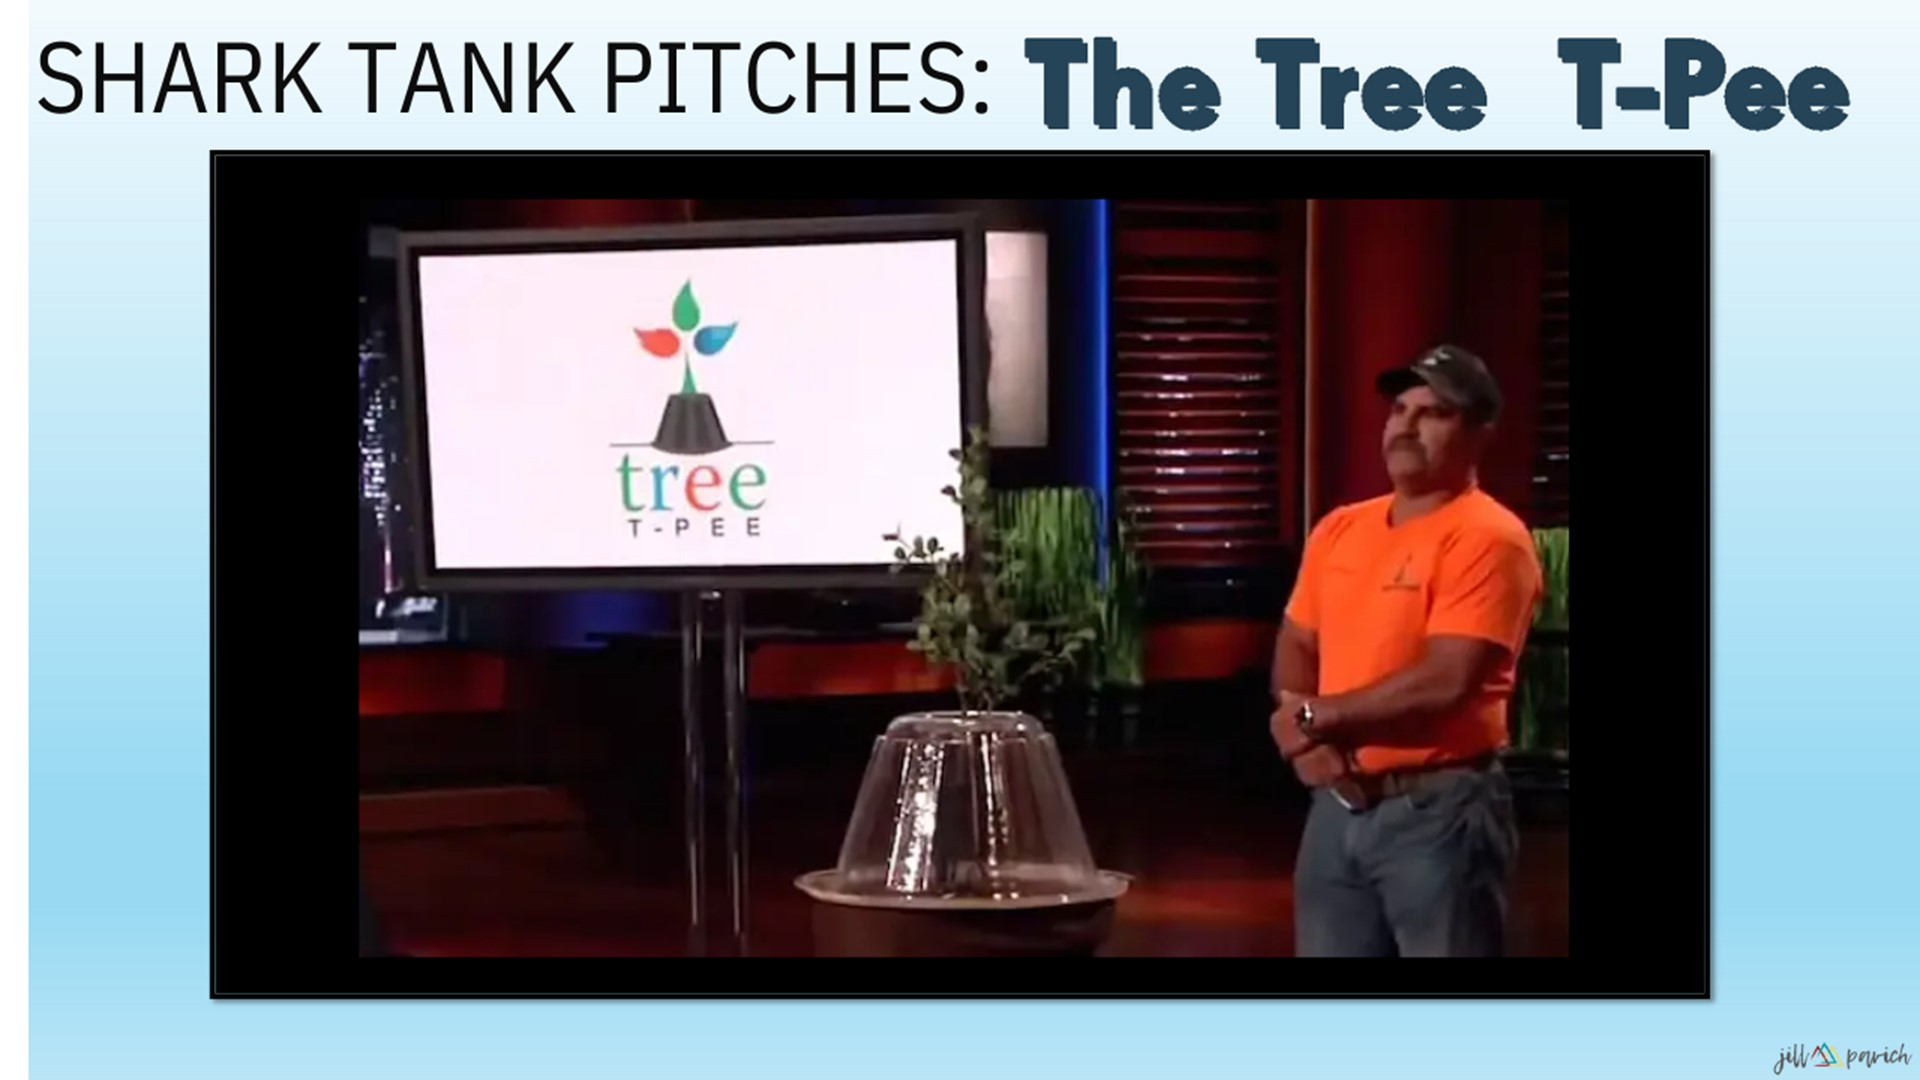 SHARK TANK PITCHES: The Tree T-Pee
tree
T-PEE
jill parich